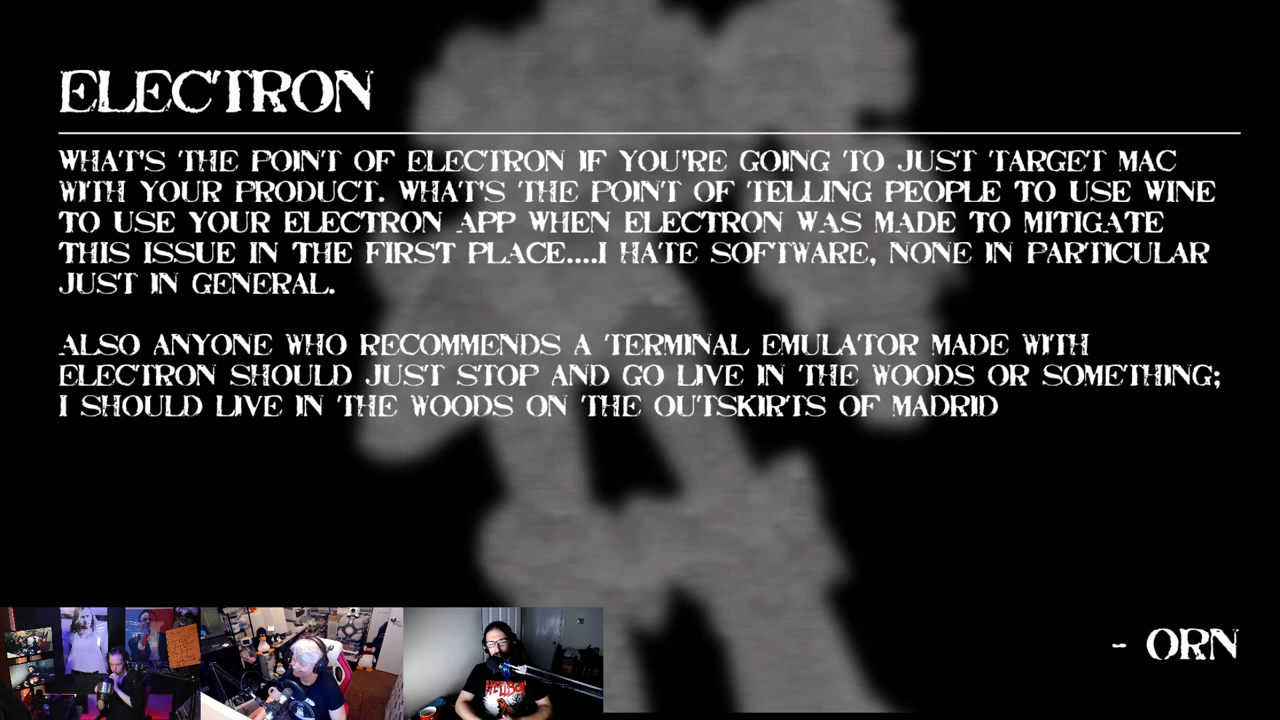 ELECTRON
WHAT'S THE POINT OF ELECTRON IF YOU'RE GOING TO JUST TARGET MAC
WITH YOUR PRODUCT. WHAT'S THE POINT OF TELLING PEOPLE TO USE WINE
TO USE YOUR ELECTRON APP WHEN ELECTRON WAS MADE TO MITIGATE
THIS ISSUE IN THE FIRST PLACE....I HATE SOFTWARE, NONE IN PARTICULAR
JUST IN GENERAL.
ALSO ANYONE WHO RECOMMENDS A TERMINAL EMULATOR MADE WITH
ELECTRON SHOULD JUST STOP AND GO LIVE IN THE WOODS OR SOMETHING;
I SHOULD LIVE IN THE WOODS ON THE OUTSKIRTS OF MADRID
- ORN
HELLBOY